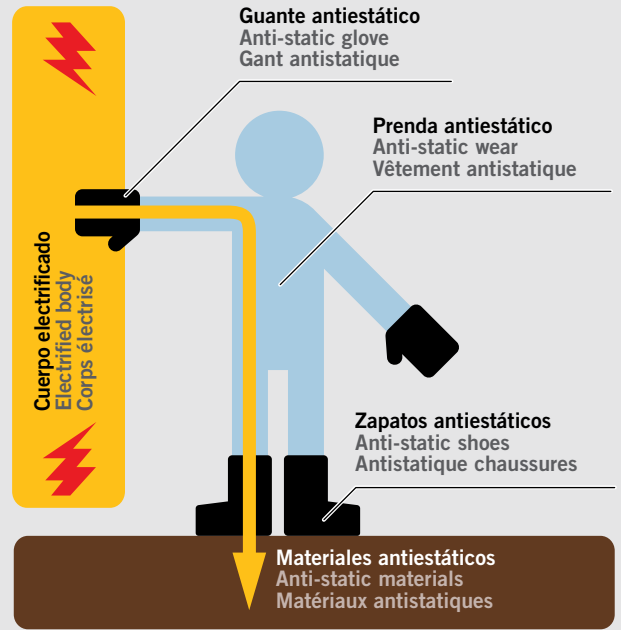 Guante antiestático
Anti-static glove
Gant antistatique
Prenda antiestático
Anti-static wear
Vêtement antistatique
Cuerpo electrificado
Electrified body
Corps électrisé
Zapatos antiestáticos
Anti-static shoes
Antistatique chaussures
Materiales antiestáticos
Anti-static materials
Matériaux antistatiques